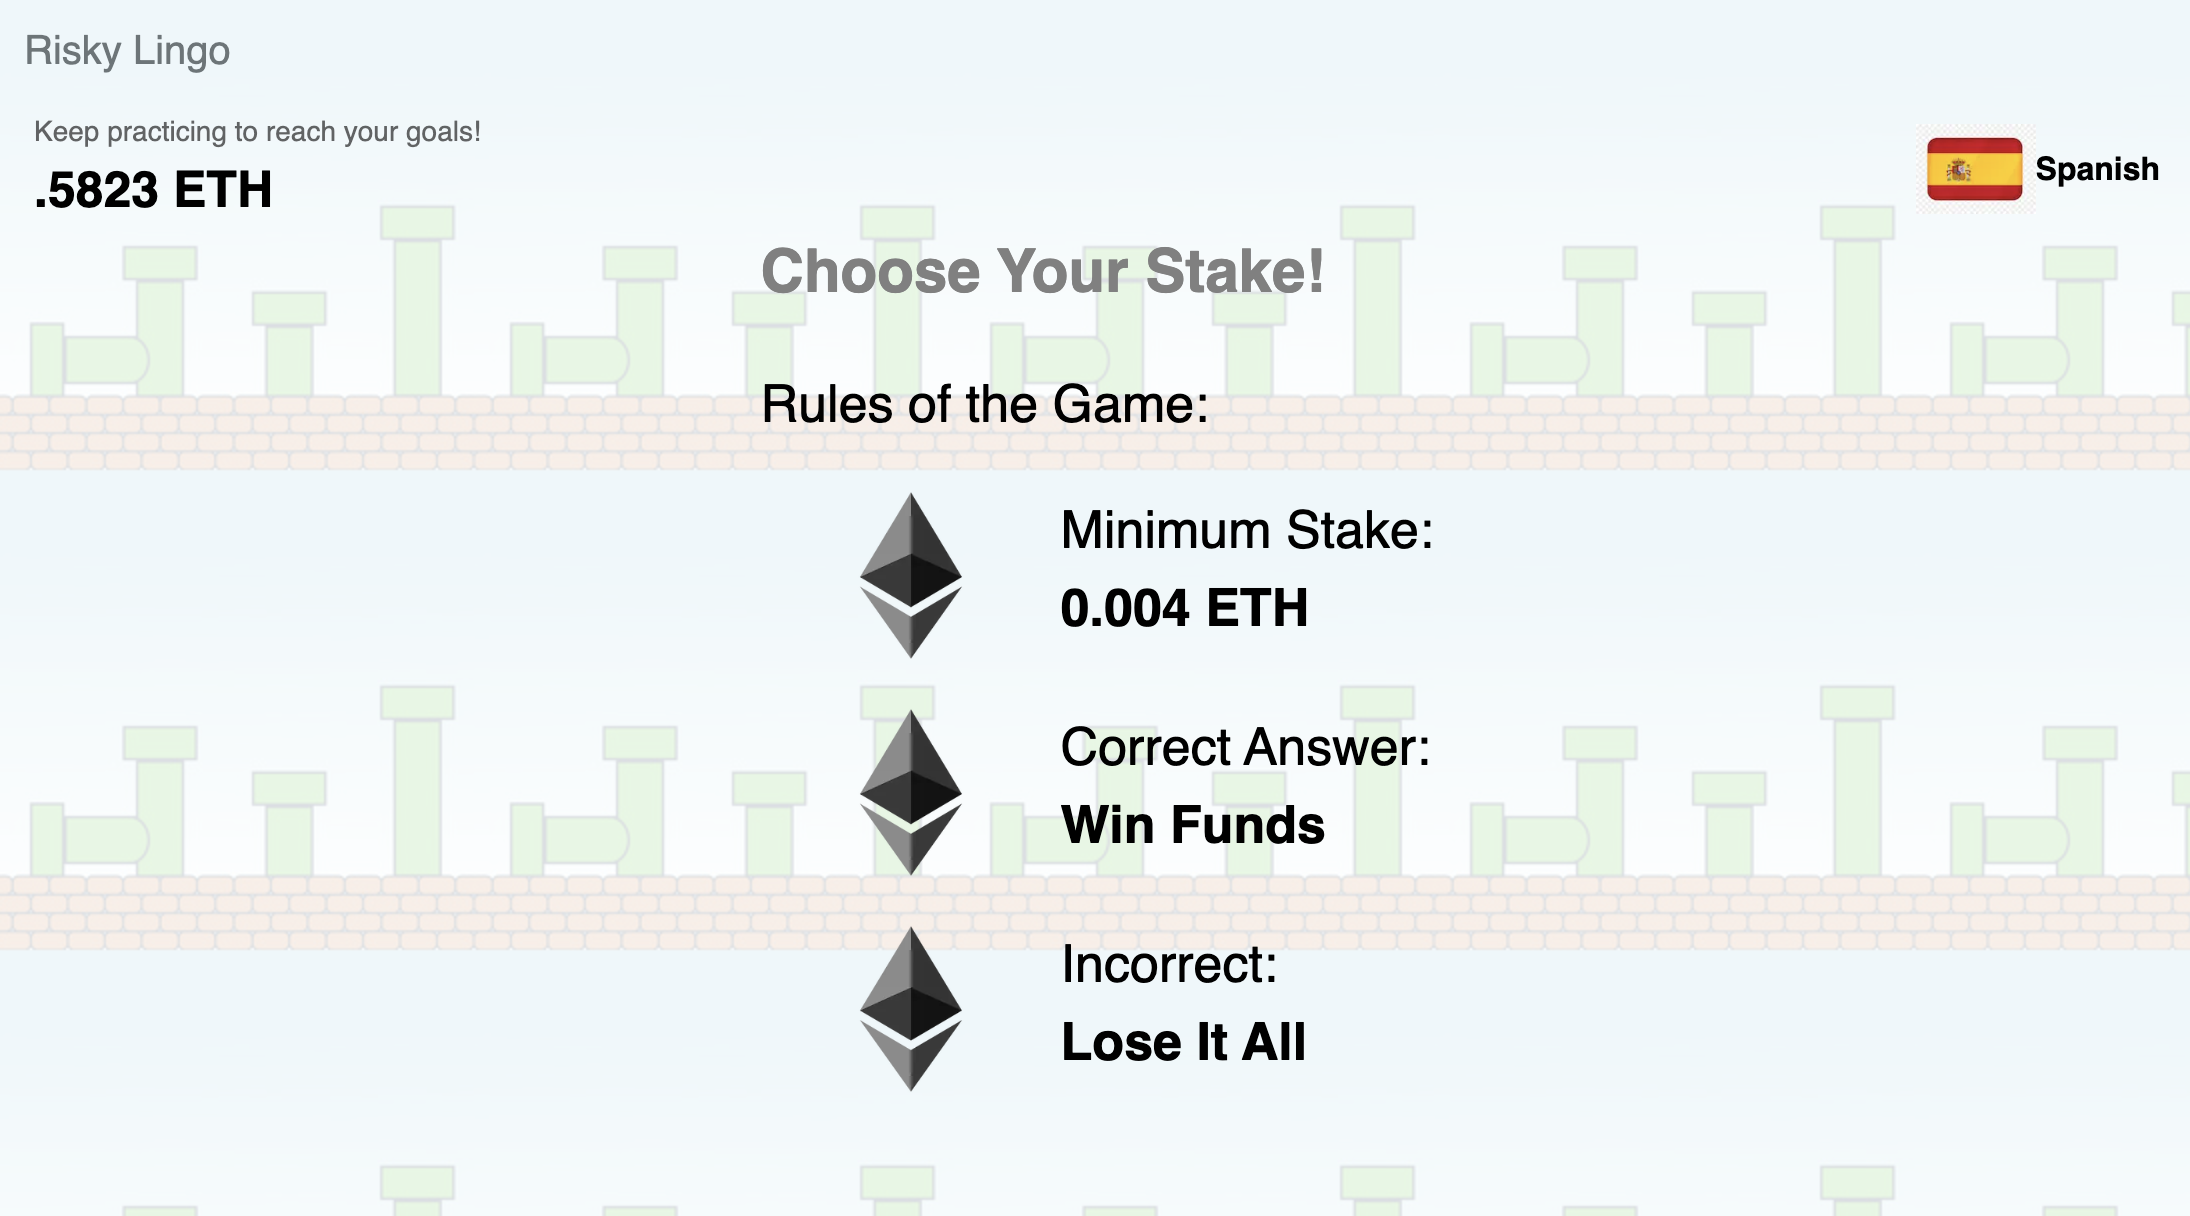 Risky Lingo
Keep practicing to reach your goals!
.5823 ETH
Spanish
Choose Your Stake!
Rules of the Game:
Minimum Stake:
0.004 ETH
Correct Answer:
Win Funds
Incorrect:
Lose It All